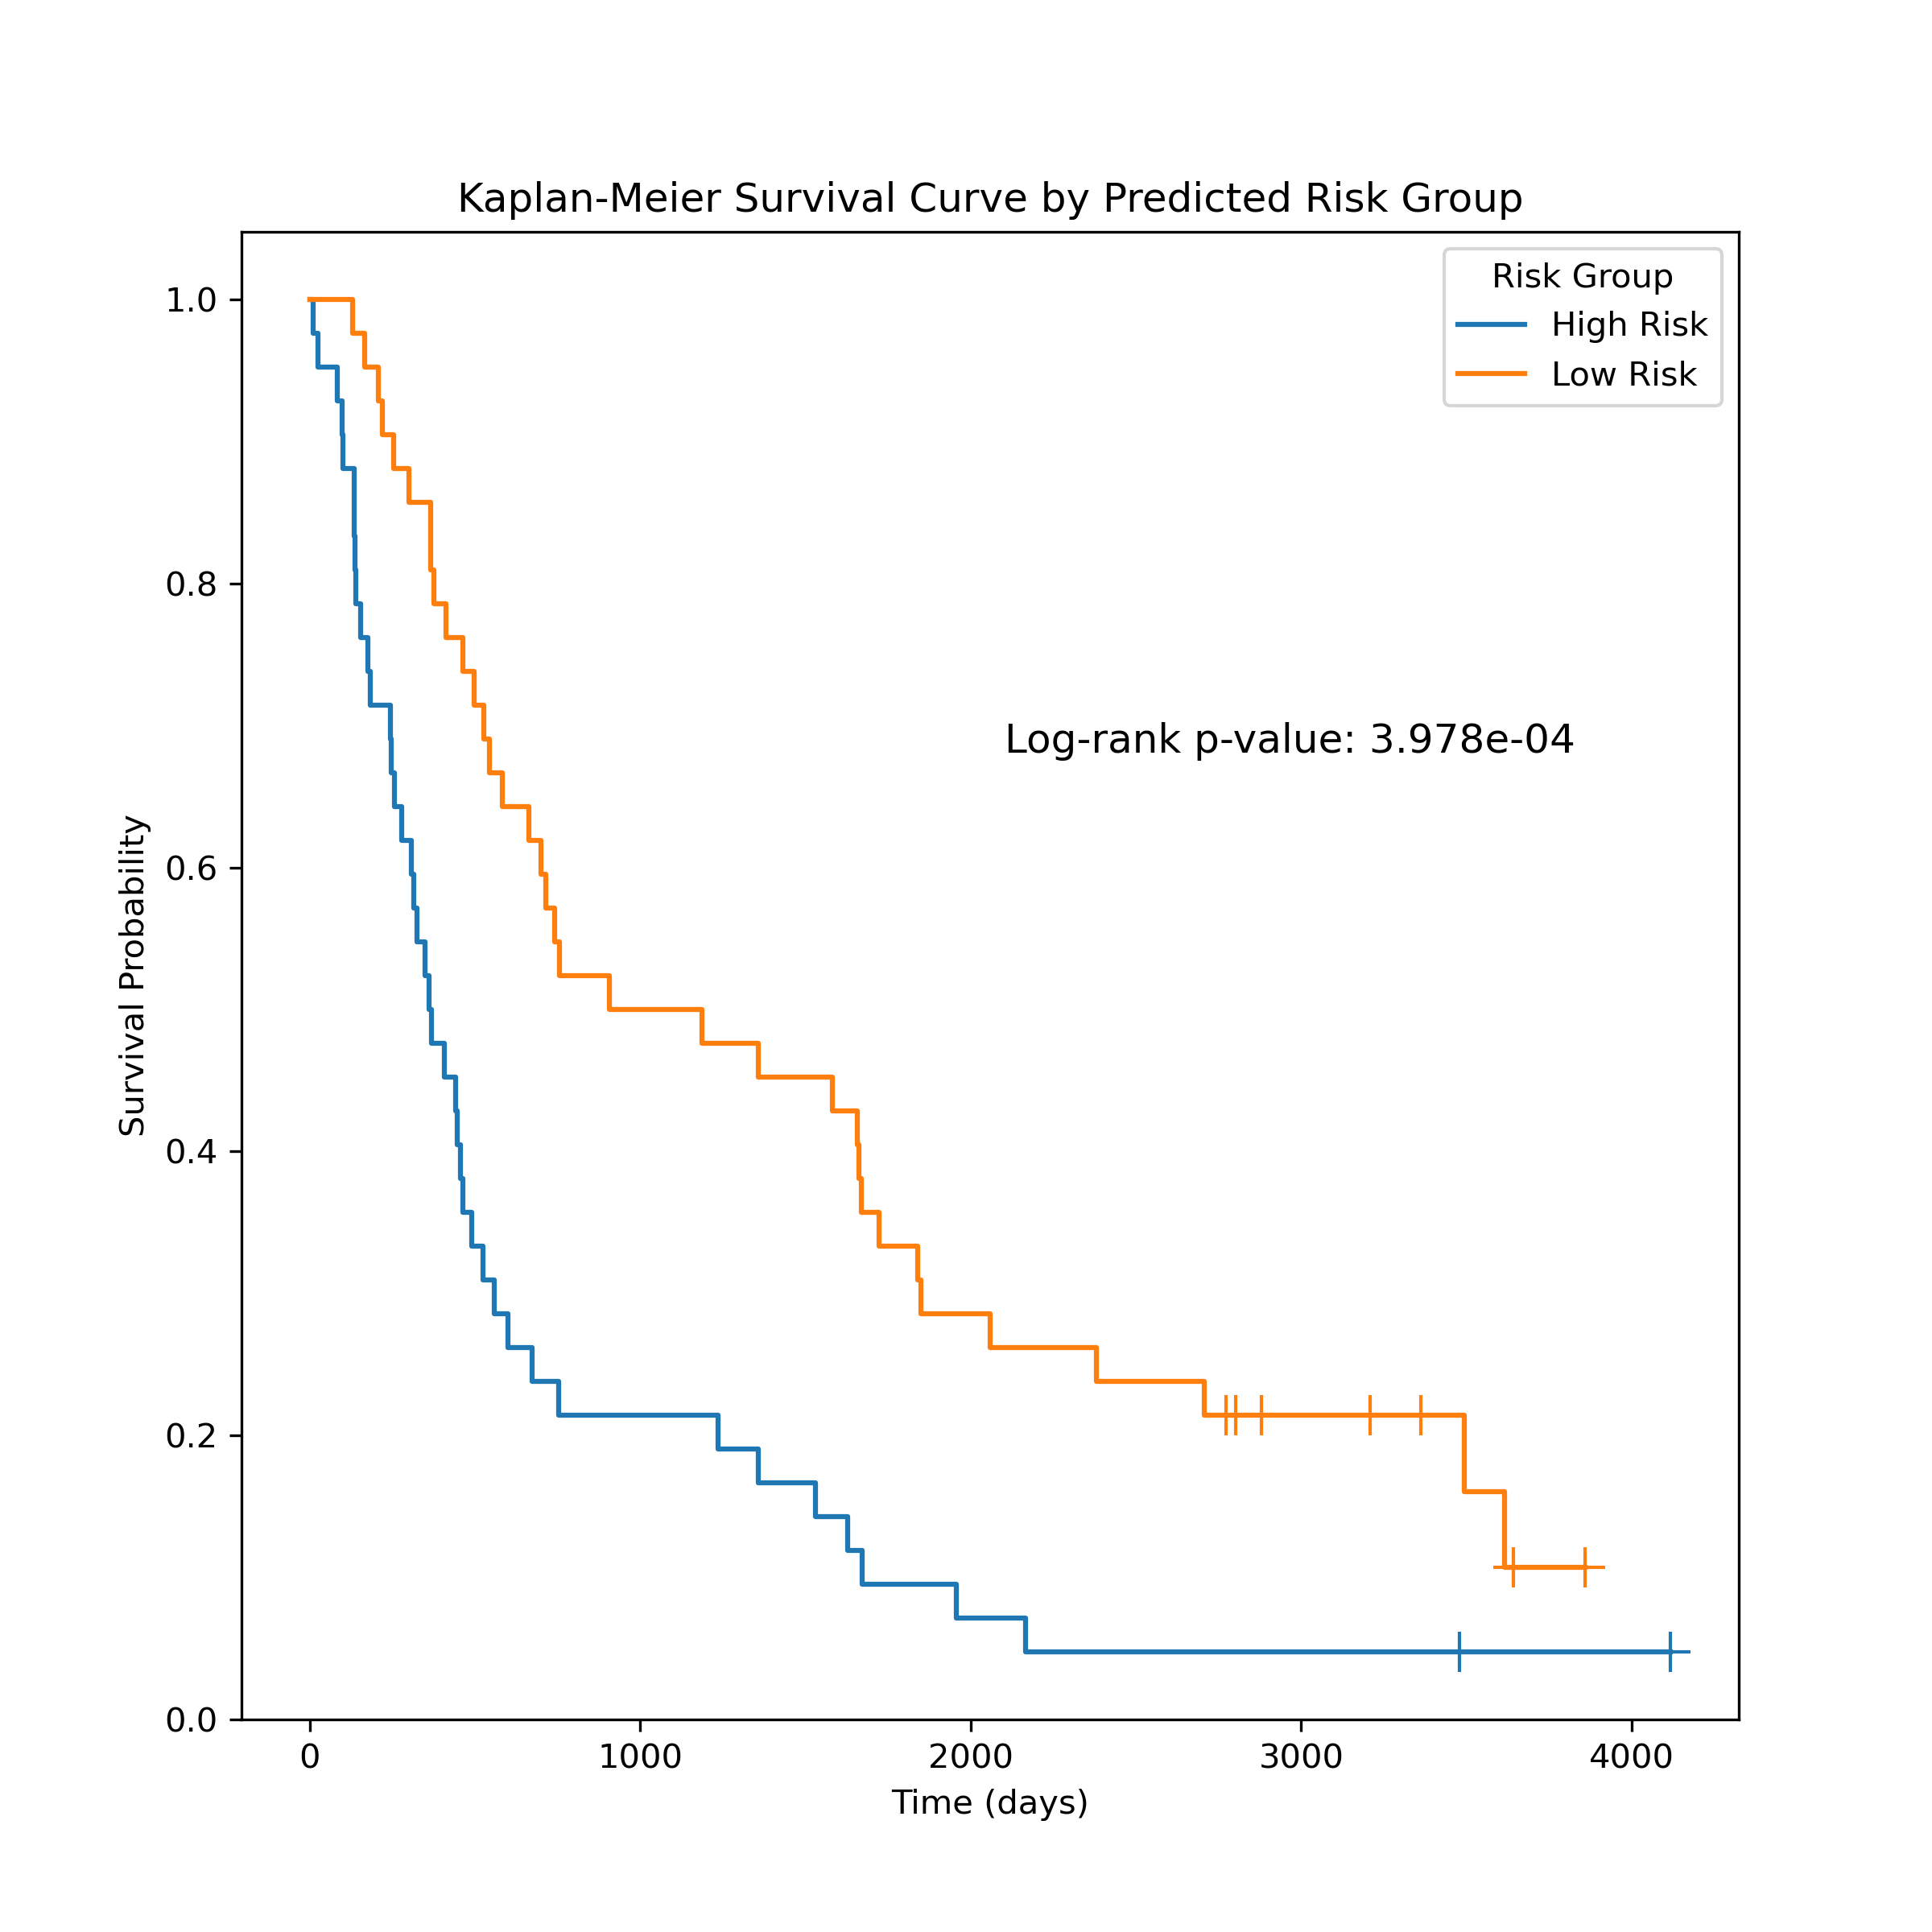 Kaplan-Meier Survival Curve by Predicted Risk Group
Risk Group
High Risk
Low Risk
Log-rank p-value: 3.978e-04
Survival Probability
1.0
0.8
0.6
0.4
0.2
0.0
0 1000 2000 3000 4000
Time (days)